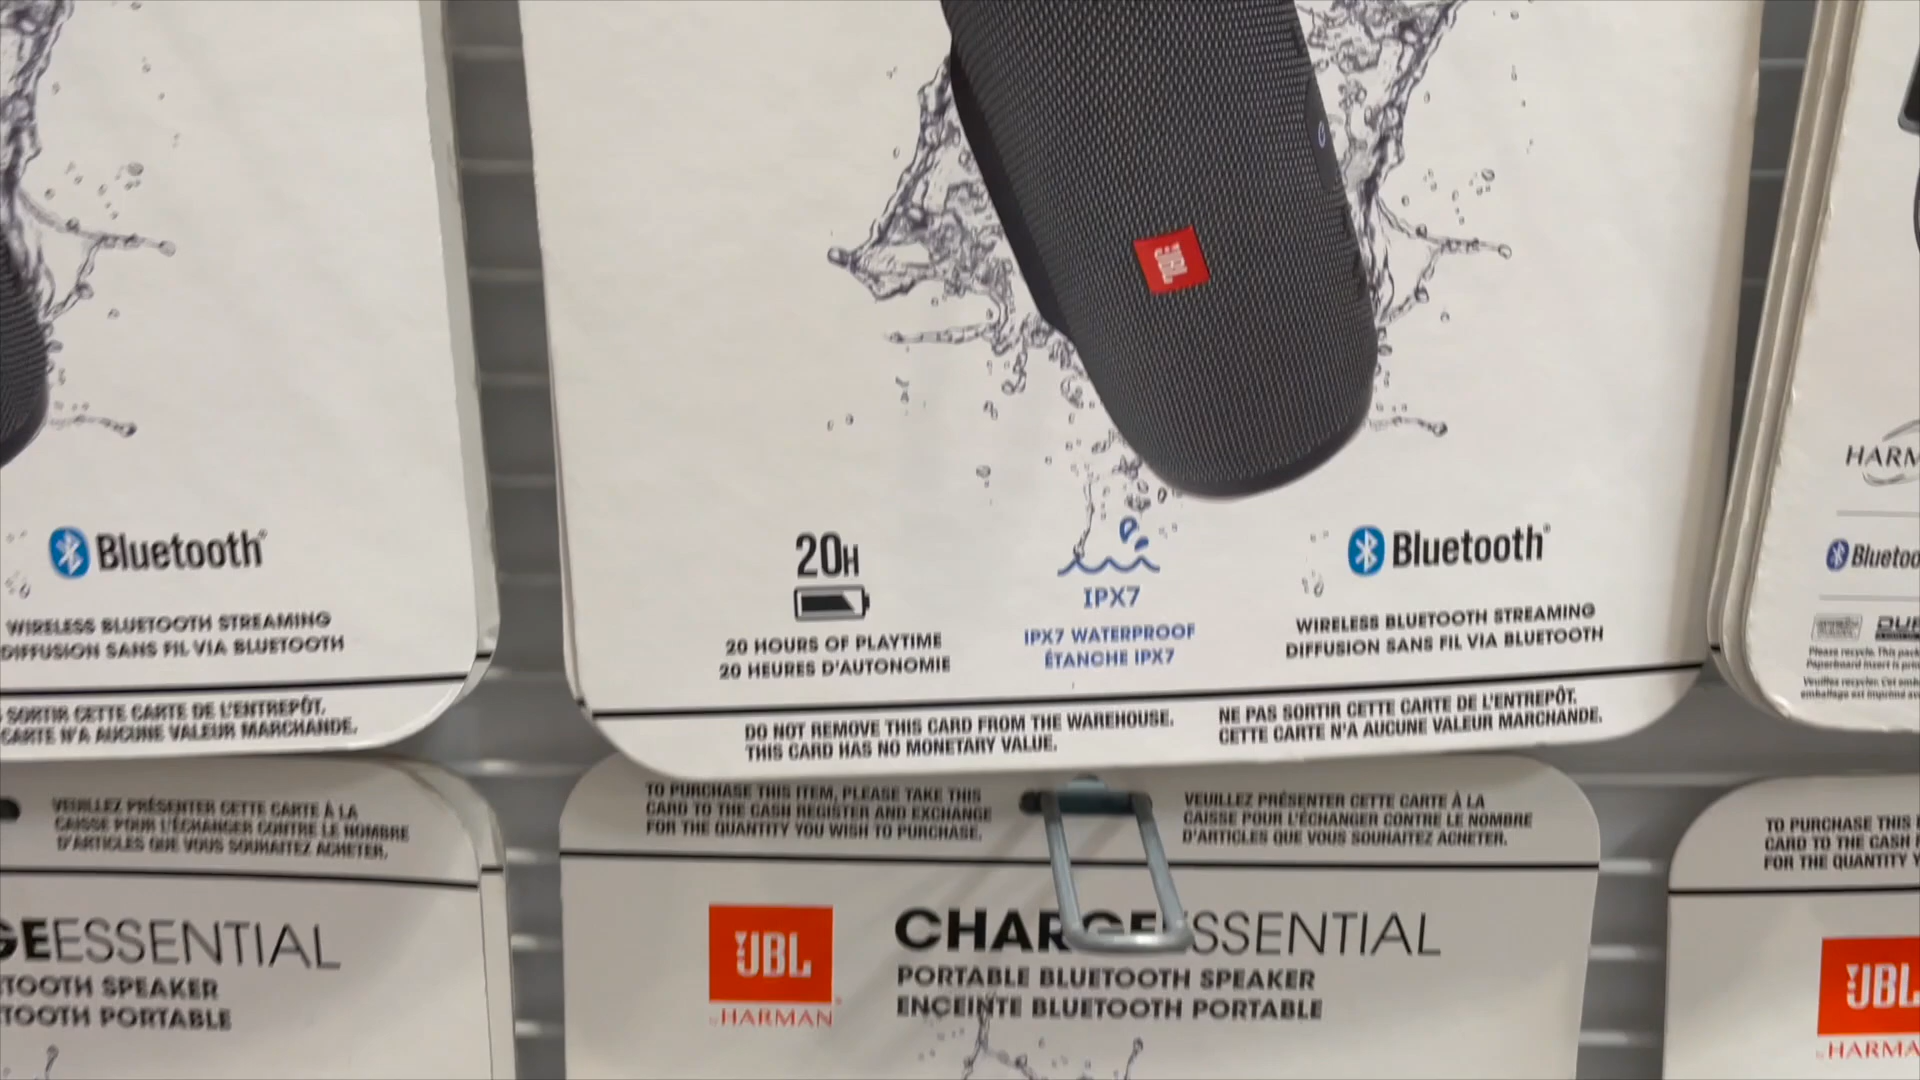 JBL
Bluetooth
WIRELESS BLUETOOTH STREAMING
DIFFUSION SANS FIL VIA BLUETOOTH
SORTIR CETTE CARTE DE L'ENTREPÔT.
CARTE N'A AUCUNE VALEUR MARCHANDE.
20H
20 HOURS OF PLAYTIME
20 HEURES D'AUTONOMIE
IPX7
IPX7 WATERPROOF
ÉTANCHE IPX7
Bluetooth
WIRELESS BLUETOOTH STREAMING
DIFFUSION SANS FIL VIA BLUETOOTH
DO NOT REMOVE THIS CARD FROM THE WAREHOUSE.
THIS CARD HAS NO MONETARY VALUE.
NE PAS SORTIR CETTE CARTE DE L'ENTREPÔT.
CETTE CARTE N'A AUCUNE VALEUR MARCHANDE.
HARM
Bluetoo
VEUILLEZ PRÉSENTER CETTE CARTE À LA
CAISSE POUR L'ÉCHANGER CONTRE LE NOMBRE
D'ARTICLES QUE VOUS SOUHAITEZ ACHETER.
GEESSENTIAL
TOOTH SPEAKER
TOOTH PORTABLE
TO PURCHASE THIS ITEM, PLEASE TAKE THIS
CARD TO THE CASH REGISTER AND EXCHANGE
FOR THE QUANTITY YOU WISH TO PURCHASE.
VEUILLEZ PRÉSENTER CETTE CARTE À LA
CAISSE POUR L'ÉCHANGER CONTRE LE NOMBRE
D'ARTICLES QUE VOUS SOUHAITEZ ACHETER.
JBL
by HARMAN
CHARGEESSENTIAL
PORTABLE BLUETOOTH SPEAKER
ENCEINTE BLUETOOTH PORTABLE
TO PURCHASE THIS
CARD TO THE CASH
FOR THE QUANTITY
JBL
by HARMA